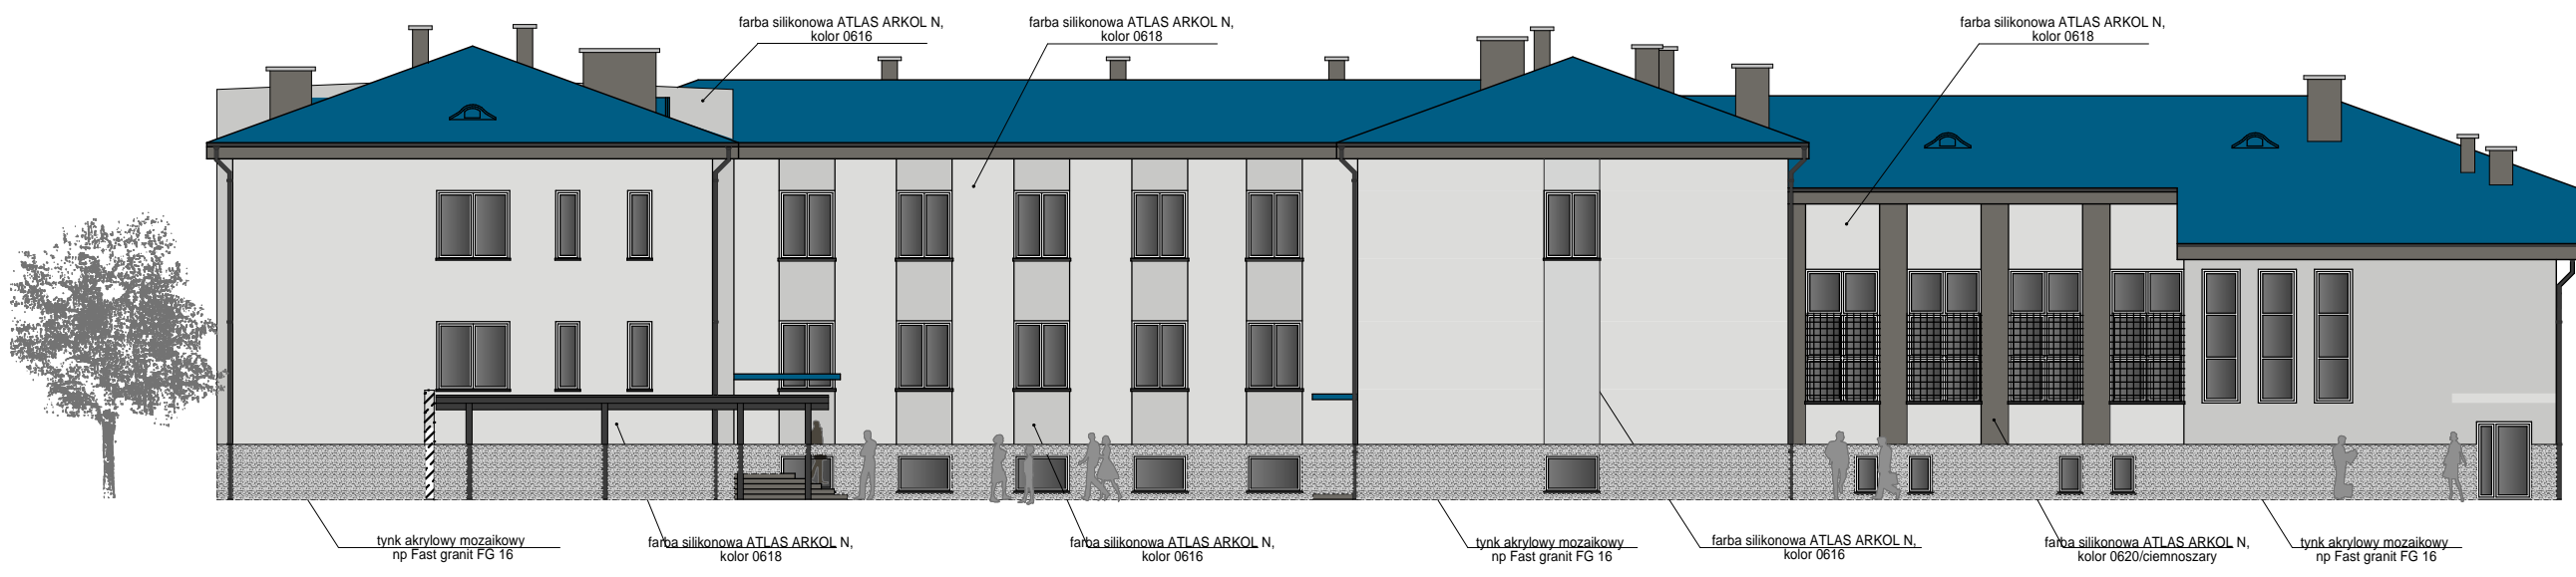 farba silikonowa ATLAS ARKOL N,
kolor 0616
farba silikonowa ATLAS ARKOL N,
kolor 0618
farba silikonowa ATLAS ARKOL N,
kolor 0618
tynk akrylowy mozaikowy
np Fast granit FG 16
farba silikonowa ATLAS ARKOL N,
kolor 0618
farba silikonowa ATLAS ARKOL N,
kolor 0616
tynk akrylowy mozaikowy
np Fast granit FG 16
farba silikonowa ATLAS ARKOL N,
kolor 0616
farba silikonowa ATLAS ARKOL N,
kolor 0620/ciemnoszary
tynk akrylowy mozaikowy
np Fast granit FG 16